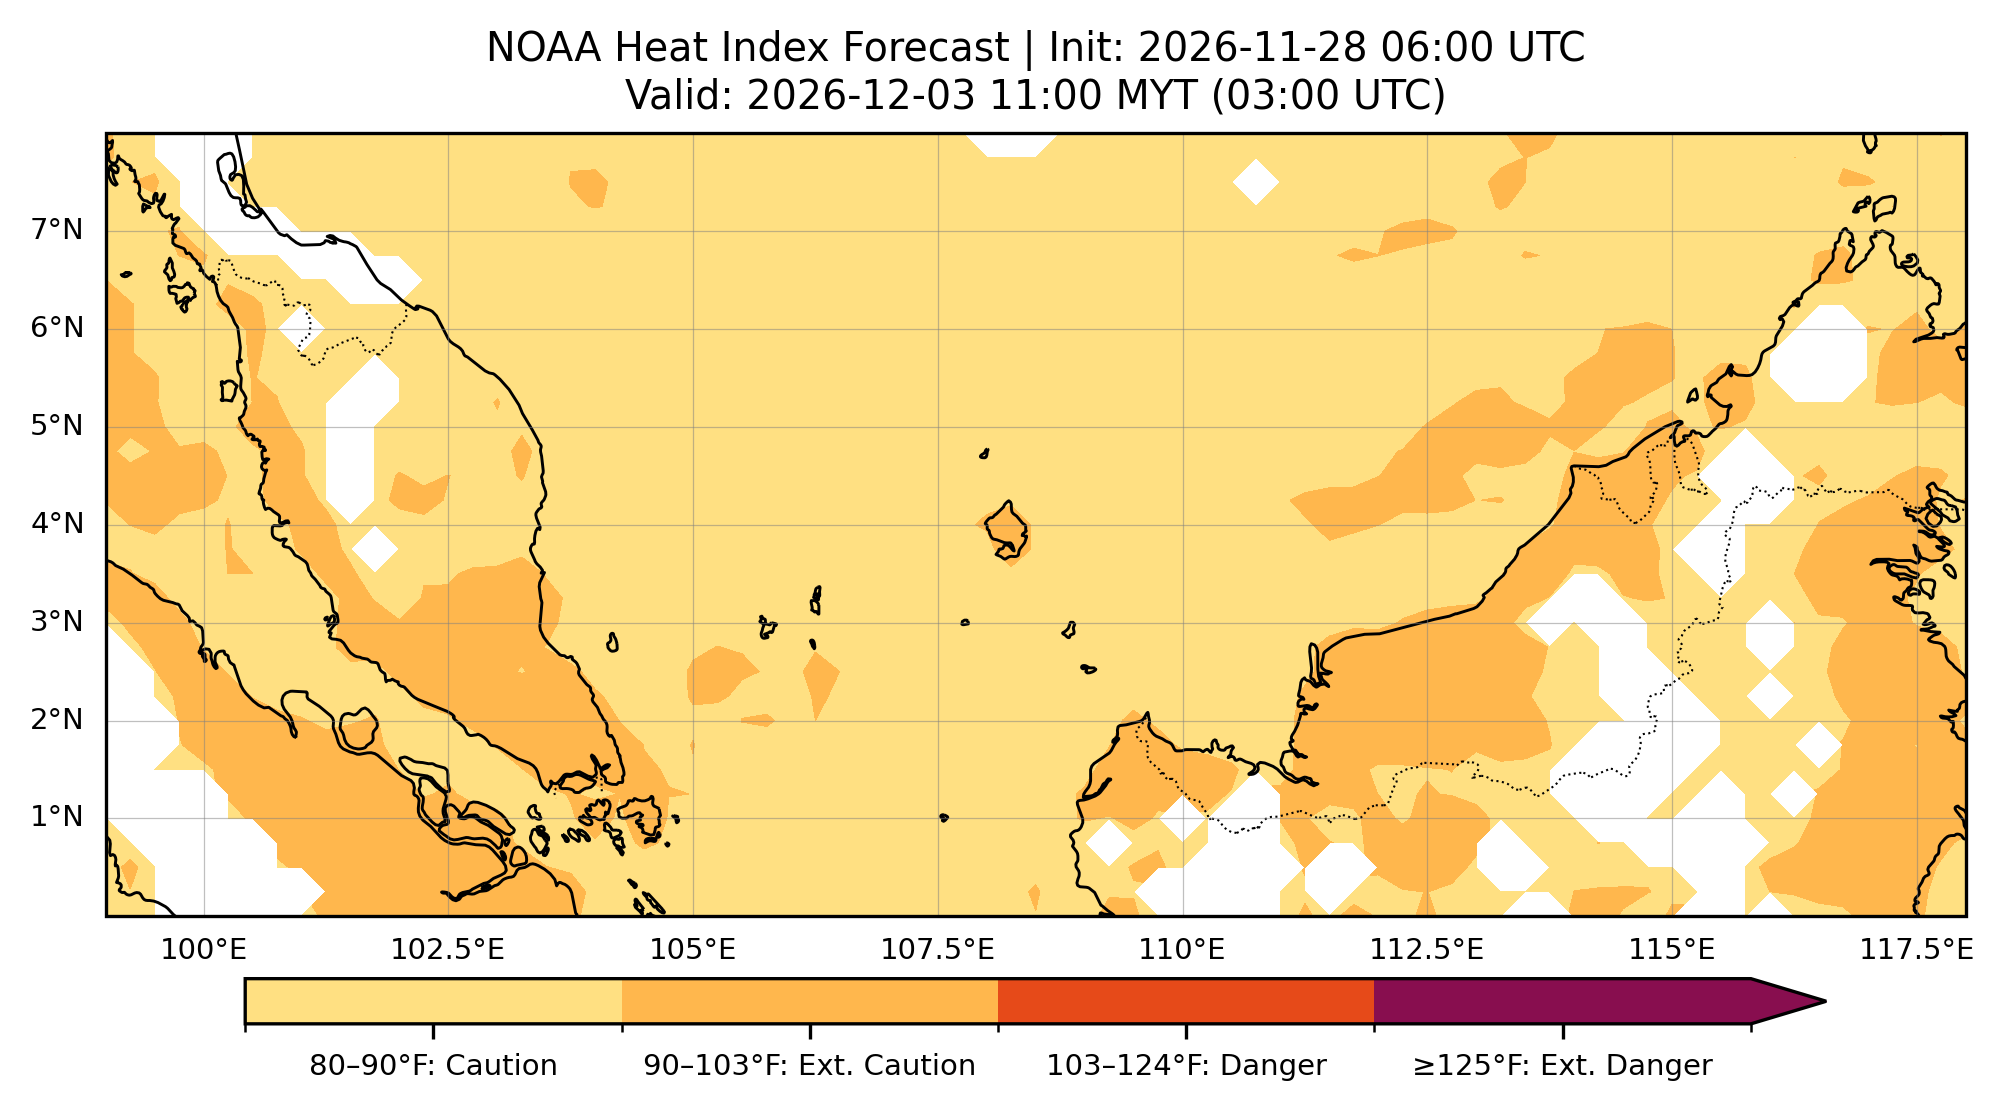 NOAA Heat Index Forecast | Init: 2026-11-28 06:00 UTC
Valid: 2026-12-03 11:00 MYT (03:00 UTC)
7°N
6°N
5°N
4°N
3°N
2°N
1°N
100°E 102.5°E 105°E 107.5°E 110°E 112.5°E 115°E 117.5°E
80–90°F: Caution 90–103°F: Ext. Caution 103–124°F: Danger ≥125°F: Ext. Danger